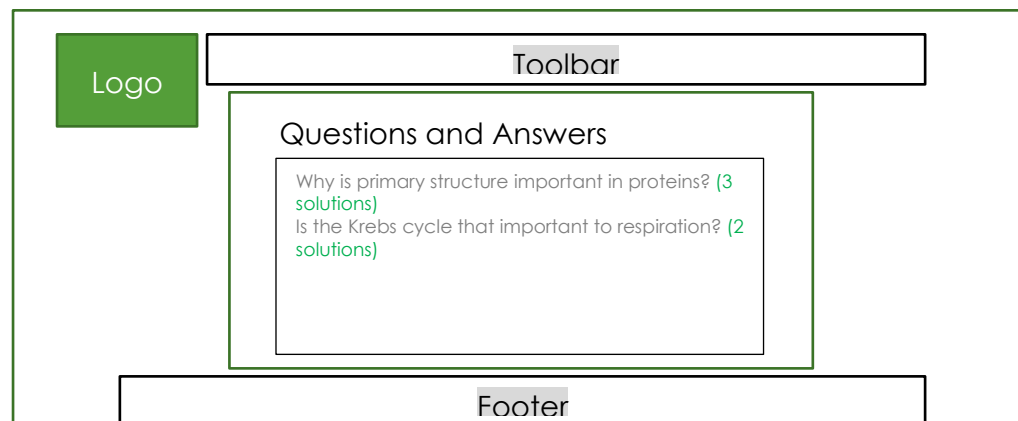 Logo
Toolbar
Questions and Answers
Why is primary structure important in proteins? (3
solutions)
Is the Krebs cycle that important to respiration? (2
solutions)
Footer